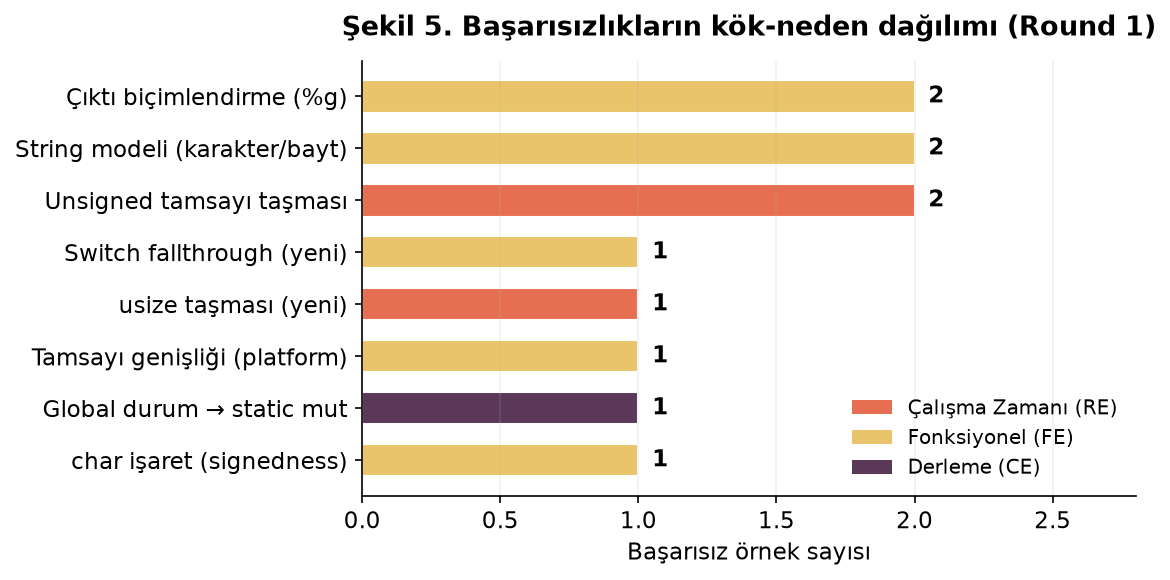 Şekil 5. Başarısızlıkların kök-neden dağılımı (Round 1)
Çıktı biçimlendirme (%g) 2
String modeli (karakter/bayt) 2
Unsigned tamsayı taşması 2
Switch fallthrough (yeni) 1
usize taşması (yeni) 1
Tamsayı genişliği (platform) 1
Global durum → static mut 1
char işaret (signedness) 1
Çalışma Zamanı (RE)
Fonksiyonel (FE)
Derleme (CE)
0.0 0.5 1.0 1.5 2.0 2.5
Başarısız örnek sayısı